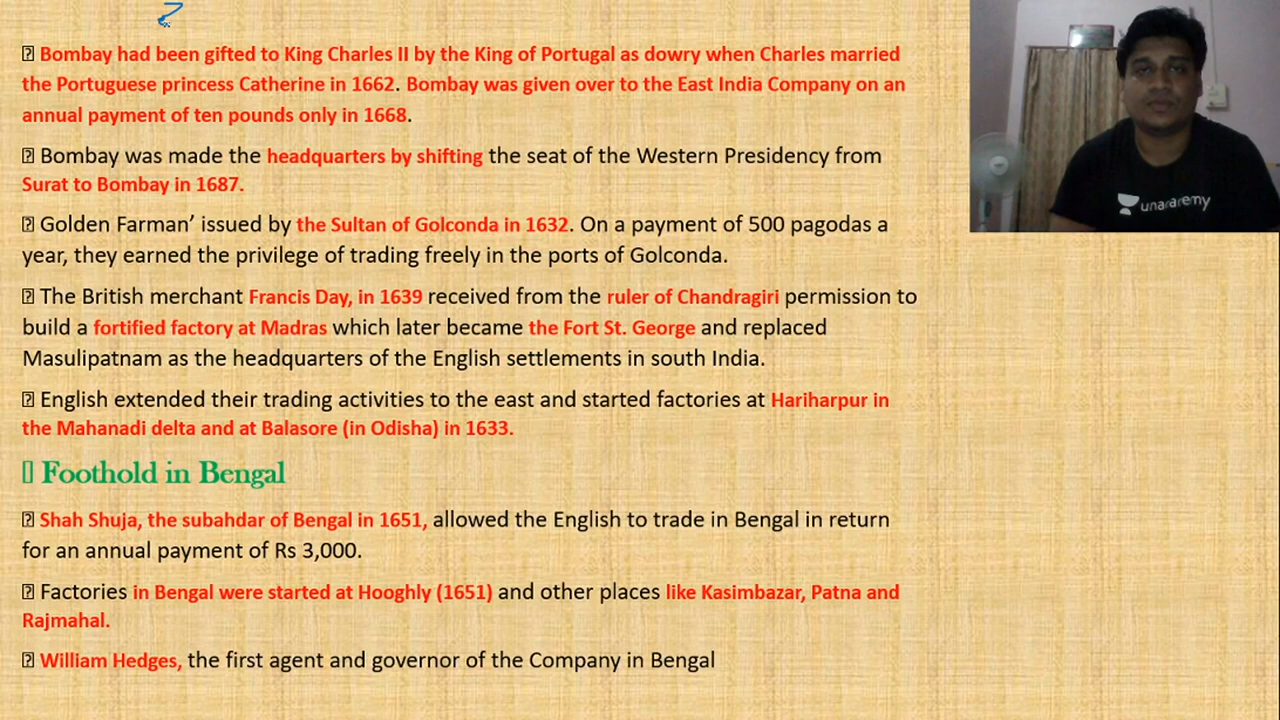 Bombay had been gifted to King Charles II by the King of Portugal as dowry when Charles married
the Portuguese princess Catherine in 1662. Bombay was given over to the East India Company on an
annual payment of ten pounds only in 1668.
Bombay was made the headquarters by shifting the seat of the Western Presidency from
Surat to Bombay in 1687.
Golden Farman’ issued by the Sultan of Golconda in 1632. On a payment of 500 pagodas a
year, they earned the privilege of trading freely in the ports of Golconda.
The British merchant Francis Day, in 1639 received from the ruler of Chandragiri permission to
build a fortified factory at Madras which later became the Fort St. George and replaced
Masulipatnam as the headquarters of the English settlements in south India.
English extended their trading activities to the east and started factories at Hariharpur in
the Mahanadi delta and at Balasore (in Odisha) in 1633.
Foothold in Bengal
Shah Shuja, the subahdar of Bengal in 1651, allowed the English to trade in Bengal in return
for an annual payment of Rs 3,000.
Factories in Bengal were started at Hooghly (1651) and other places like Kasimbazar, Patna and
Rajmahal.
William Hedges, the first agent and governor of the Company in Bengal